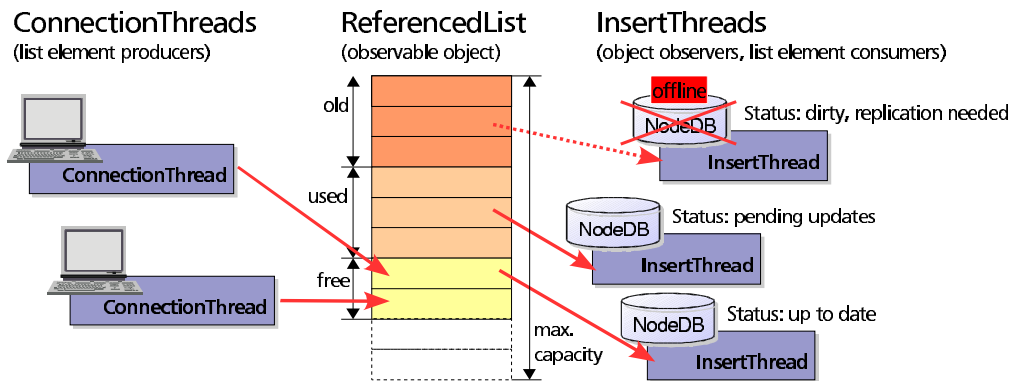 ConnectionThreads
(list element producers)
ConnectionThread
ConnectionThread
ReferencedList
(observable object)
old
used
free
max.
capacity
InsertThreads
(object observers, list element consumers)
offline
NodeDB
Status: dirty, replication needed
InsertThread
NodeDB
Status: pending updates
InsertThread
NodeDB
Status: up to date
InsertThread